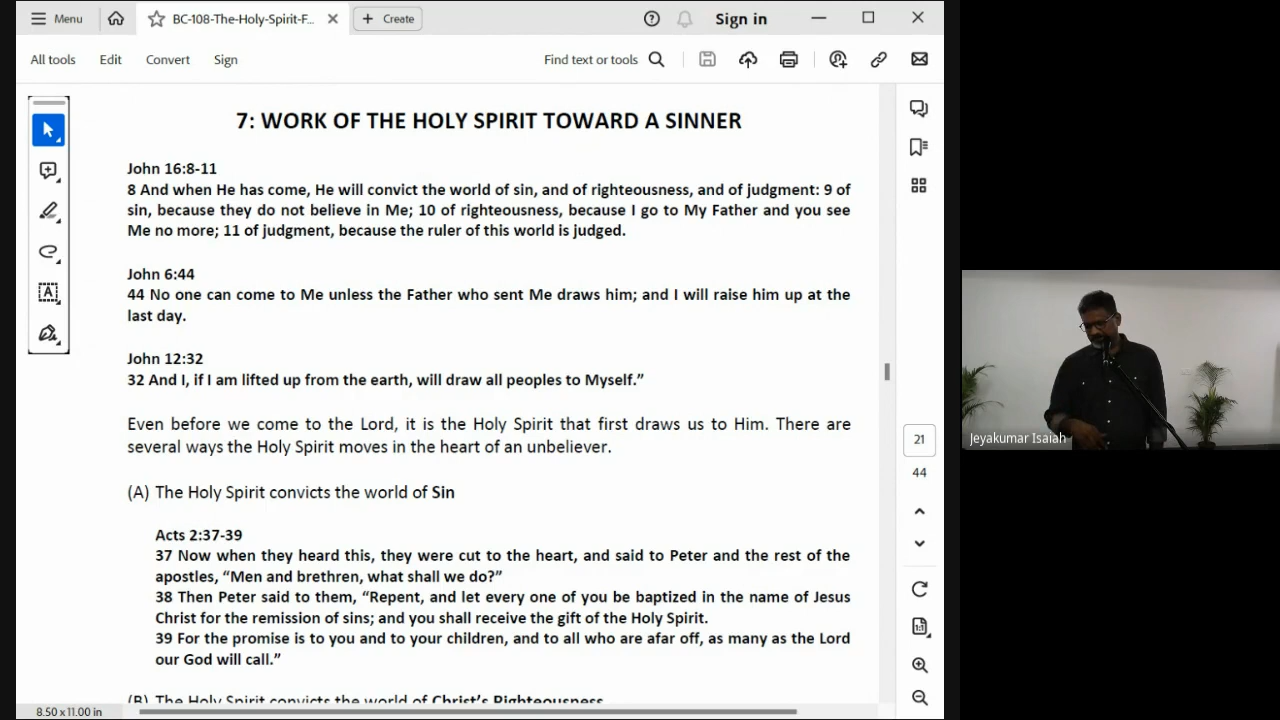 Menu
BC-108-The-Holy-Spirit-F...
Create
Sign in
All tools
Edit
Convert
Sign
Find text or tools
7: WORK OF THE HOLY SPIRIT TOWARD A SINNER
John 16:8-11
8 And when He has come, He will convict the world of sin, and of righteousness, and of judgment: 9 of
sin, because they do not believe in Me; 10 of righteousness, because I go to My Father and you see
Me no more; 11 of judgment, because the ruler of this world is judged.
John 6:44
44 No one can come to Me unless the Father who sent Me draws him; and I will raise him up at the
last day.
John 12:32
32 And I, if I am lifted up from the earth, will draw all peoples to Myself.”
Even before we come to the Lord, it is the Holy Spirit that first draws us to Him. There are
several ways the Holy Spirit moves in the heart of an unbeliever.
(A) The Holy Spirit convicts the world of Sin
Acts 2:37-39
37 Now when they heard this, they were cut to the heart, and said to Peter and the rest of the
apostles, “Men and brethren, what shall we do?”
38 Then Peter said to them, “Repent, and let every one of you be baptized in the name of Jesus
Christ for the remission of sins; and you shall receive the gift of the Holy Spirit.
39 For the promise is to you and to your children, and to all who are afar off, as many as the Lord
our God will call.”
(B) The Holy Spirit convicts the world of Christ’s Righteousness
8.50 x 11.00 in
21
44
1:1
Jeyakumar Isaiah